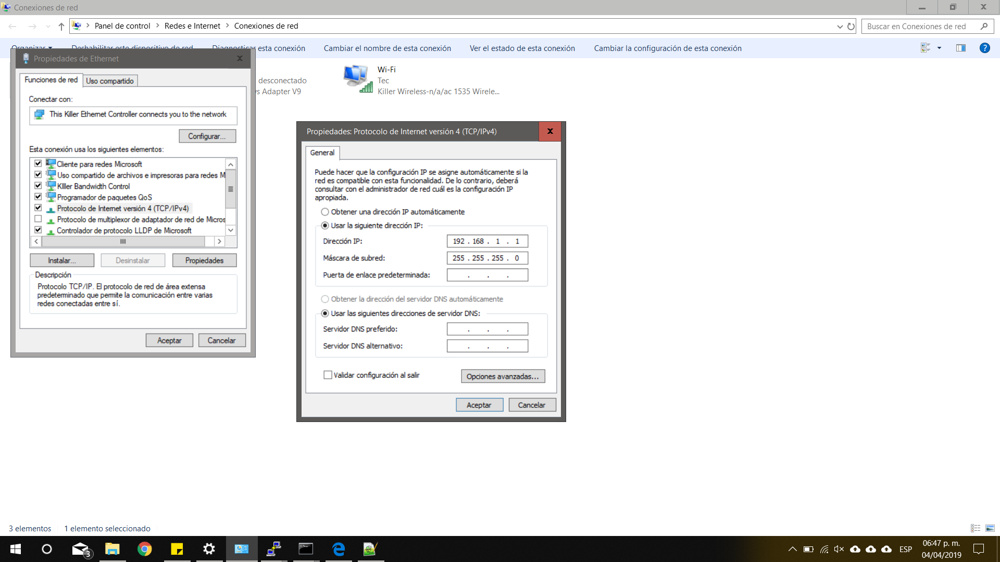 Conexiones de red
Panel de control
Redes e Internet
Conexiones de red
Buscar en Conexiones de red
Organizar
Deshabilitar este dispositivo de red
Diagnosticar esta conexión
Cambiar el nombre de esta conexión
Ver el estado de esta conexión
Cambiar la configuración de esta conexión
desconectado
Adapter V9
Wi-Fi
Tec
Killer Wireless-n/a/ac 1535 Wirele...
Propiedades de Ethernet
Funciones de red
Uso compartido
Conectar con:
This Killer Ethernet Controller connects you to the network
Configurar...
Esta conexión usa los siguientes elementos:
Cliente para redes Microsoft
Uso compartido de archivos e impresoras para redes M
KIller Bandwidth Control
Programador de paquetes QoS
Protocolo de Internet versión 4 (TCP/IPv4)
Protocolo de multiplexor de adaptador de red de Micros
Controlador de protocolo LLDP de Microsoft
Instalar...
Desinstalar
Propiedades
Descripción
Protocolo TCP/IP. El protocolo de red de área extensa
predeterminado que permite la comunicación entre varias
redes conectadas entre sí.
Aceptar
Cancelar
Propiedades: Protocolo de Internet versión 4 (TCP/IPv4)
General
Puede hacer que la configuración IP se asigne automáticamente si la
red es compatible con esta funcionalidad. De lo contrario, deberá
consultar con el administrador de red cuál es la configuración IP
apropiada.
Obtener una dirección IP automáticamente
Usar la siguiente dirección IP:
Dirección IP: 192 . 168 . 1 . 1
Máscara de subred: 255 . 255 . 255 . 0
Puerta de enlace predeterminada: . . .
Obtener la dirección del servidor DNS automáticamente
Usar las siguientes direcciones de servidor DNS:
Servidor DNS preferido: . . .
Servidor DNS alternativo: . . .
Validar configuración al salir
Opciones avanzadas...
Aceptar
Cancelar
3 elementos
1 elemento seleccionado
3
ESP
06:47 p. m.
04/04/2019